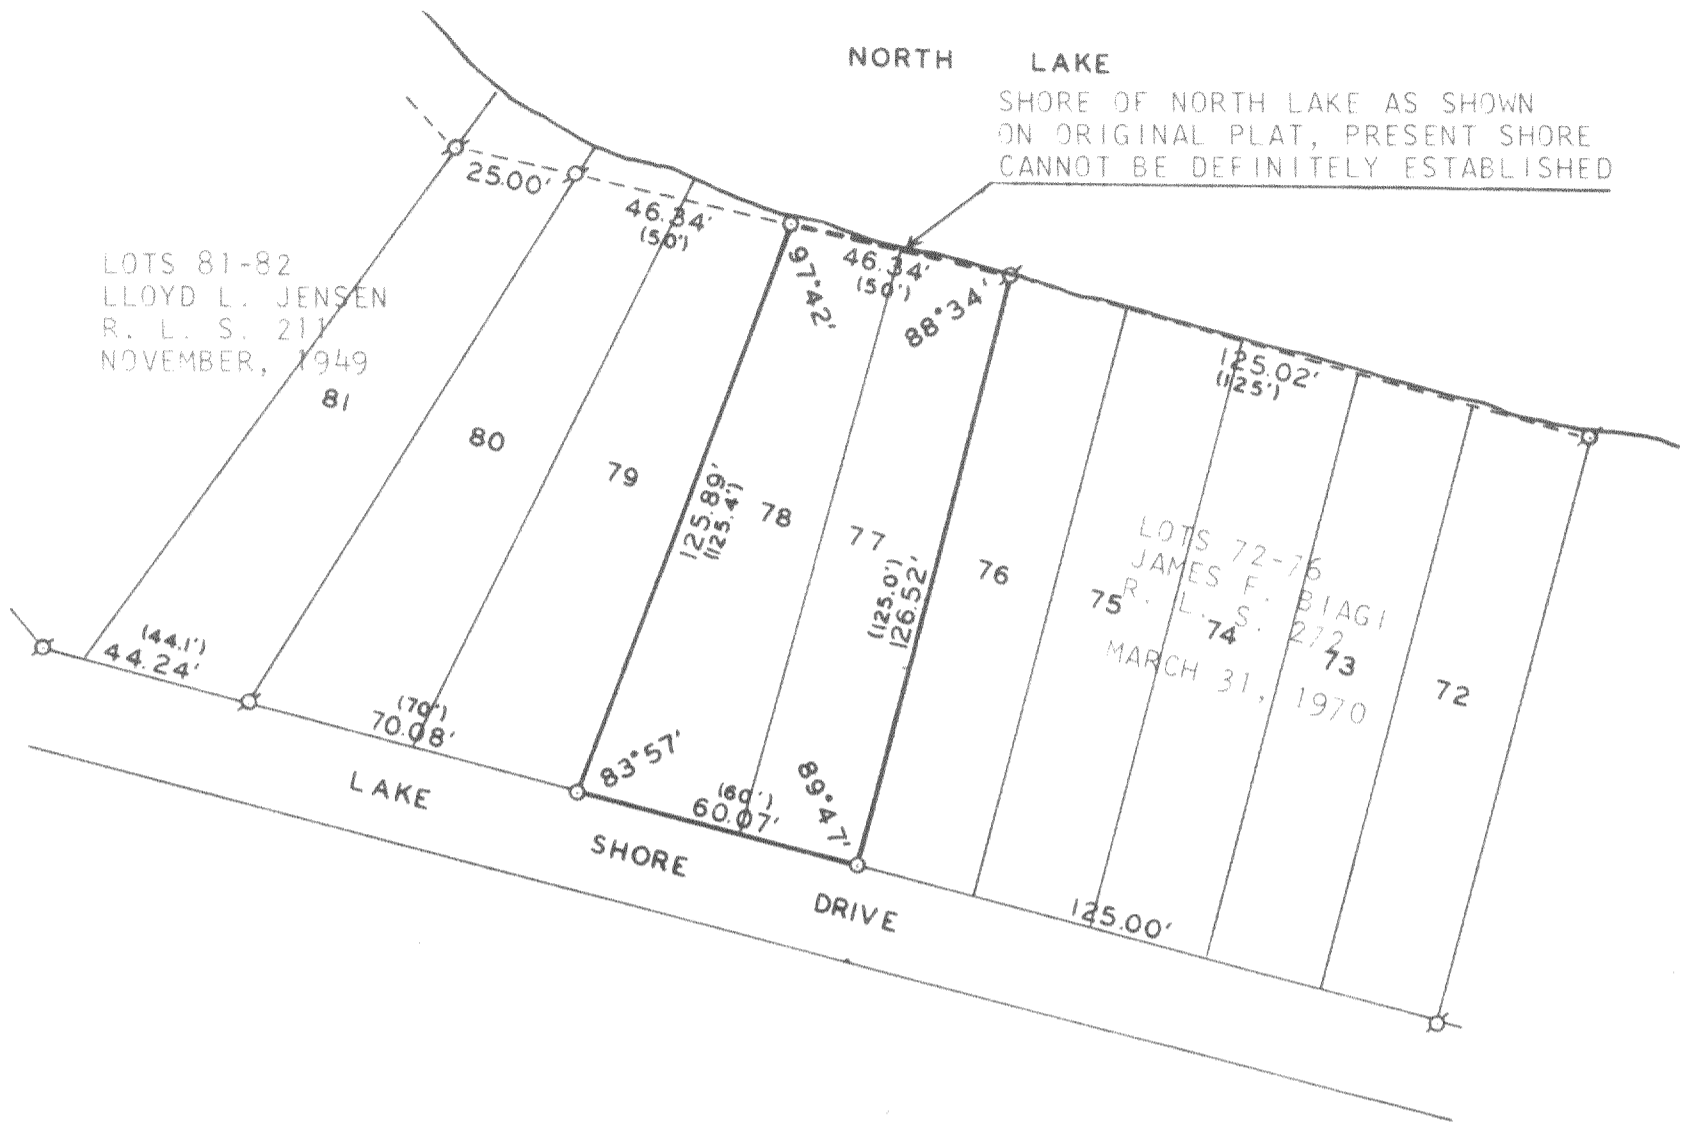 NORTH LAKE
SHORE OF NORTH LAKE AS SHOWN
ON ORIGINAL PLAT, PRESENT SHORE
CANNOT BE DEFINITELY ESTABLISHED
25.00'
46.34'
(50')
46.34'
(50')
97°42'
88°34'
125.02'
(125')
LOTS 81-82
LLOYD L. JENSEN
R. L. S. 211
NOVEMBER, 1949
81
80
79
125.89'
(125.4')
78
77
(125.0')
126.52'
76
75
74
73
72
LOTS 72-76
JAMES F. BIAGI
R. L. S. 272
MARCH 31, 1970
(44.1')
44.24'
(70')
70.08'
83°57'
(60')
60.07'
89°47'
125.00'
LAKE SHORE DRIVE